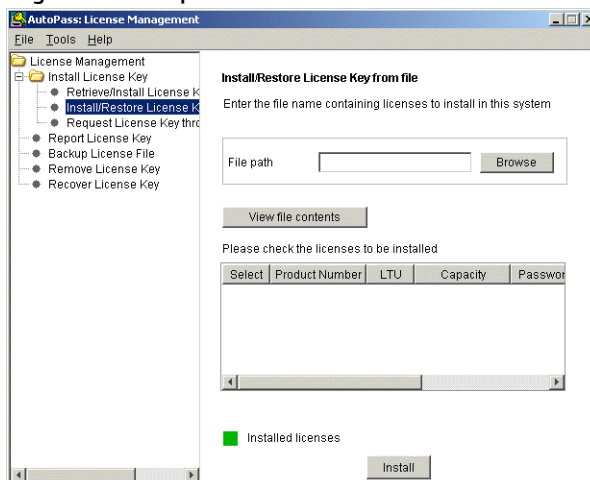 AutoPass: License Management
File Tools Help
License Management
Install License Key
Retrieve/Install License K
Install/Restore License K
Request License Key thro
Report License Key
Backup License File
Remove License Key
Recover License Key
Install/Restore License Key from file
Enter the file name containing licenses to install in this system
File path
Browse
View file contents
Please check the licenses to be installed
Select Product Number LTU Capacity Passwor
Installed licenses
Install